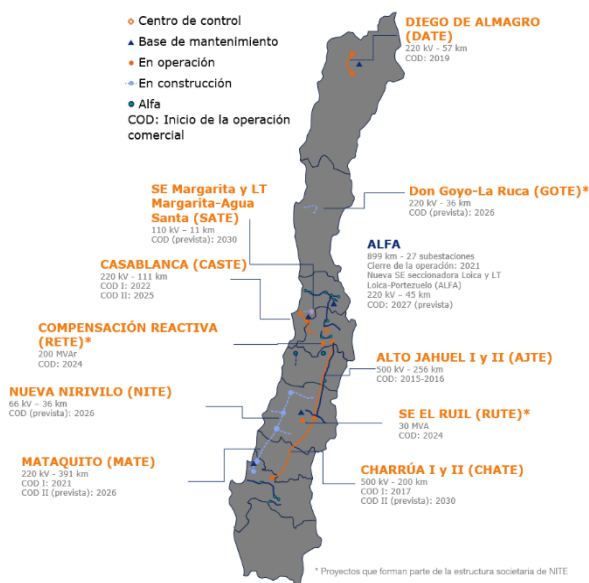 Centro de control
Base de mantenimiento
En operación
En construcción
Alfa
COD: Inicio de la operación
comercial
DIEGO DE ALMAGRO
(DATE)
220 kV - 57 km
COD: 2019
SE Margarita y LT
Margarita-Agua
Santa (SATE)
110 kV – 11 km
COD (prevista): 2030
Don Goyo-La Ruca (GOTE)*
220 kV - 36 km
COD (prevista): 2026
CASABLANCA (CASTE)
220 kV - 111 km
COD I: 2022
COD II: 2025
ALFA
899 km - 27 subestaciones
Cierre de la operación: 2021
Nueva SE seccionadora Loica y LT
Loica-Portezuelo (ALFA)
220 kV – 45 km
COD: 2027 (prevista)
COMPENSACIÓN REACTIVA
(RETE)*
200 MVAr
COD: 2024
ALTO JAHUEL I y II (AJTE)
500 kV - 256 km
COD: 2015-2016
NUEVA NIRIVILO (NITE)
66 kV – 36 km
COD (prevista): 2026
SE EL RUIL (RUTE)*
30 MVA
COD: 2024
MATAQUITO (MATE)
220 kV - 391 km
COD I: 2021
COD II (prevista): 2026
CHARRÚA I y II (CHATE)
500 kV - 200 km
COD I: 2017
COD II (prevista): 2030
* Proyectos que forman parte de la estructura societaria de NITE